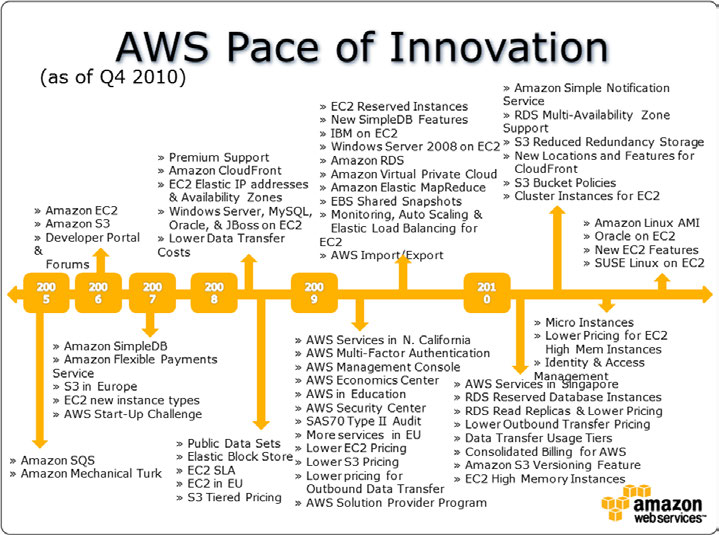 AWS Pace of Innovation
(as of Q4 2010)
» Amazon EC2
» Amazon S3
» Developer Portal
&
Forums
» Premium Support
» Amazon CloudFront
» EC2 Elastic IP addresses
& Availability Zones
» Windows Server, MySQL,
Oracle, & JBoss on EC2
» Lower Data Transfer
Costs
» EC2 Reserved Instances
» New SimpleDB Features
» IBM on EC2
» Windows Server 2008 on EC2
» Amazon RDS
» Amazon Virtual Private Cloud
» Amazon Elastic MapReduce
» EBS Shared Snapshots
» Monitoring, Auto Scaling &
Elastic Load Balancing for
EC2
» AWS Import/Export
» Amazon Simple Notification
Service
» RDS Multi-Availability Zone
Support
» S3 Reduced Redundancy Storage
» New Locations and Features for
CloudFront
» S3 Bucket Policies
» Cluster Instances for EC2
» Amazon Linux AMI
» Oracle on EC2
» New EC2 Features
» SUSE Linux on EC2
200
5
200
6
200
7
200
8
200
9
201
0
» Amazon SQS
» Amazon Mechanical Turk
» Amazon SimpleDB
» Amazon Flexible Payments
Service
» S3 in Europe
» EC2 new instance types
» AWS Start-Up Challenge
» Public Data Sets
» Elastic Block Store
» EC2 SLA
» EC2 in EU
» S3 Tiered Pricing
» AWS Services in N. California
» AWS Multi-Factor Authentication
» AWS Management Console
» AWS Economics Center
» AWS in Education
» AWS Security Center
» SAS70 Type II Audit
» More services in EU
» Lower EC2 Pricing
» Lower S3 Pricing
» Lower pricing for
Outbound Data Transfer
» AWS Solution Provider Program
» Micro Instances
» Lower Pricing for EC2
High Mem Instances
» Identity & Access
Management
» AWS Services in Singapore
» RDS Reserved Database Instances
» RDS Read Replicas & Lower Pricing
» Lower Outbound Transfer Pricing
» Data Transfer Usage Tiers
» Consolidated Billing for AWS
» Amazon S3 Versioning Feature
» EC2 High Memory Instances
amazon
webservices™